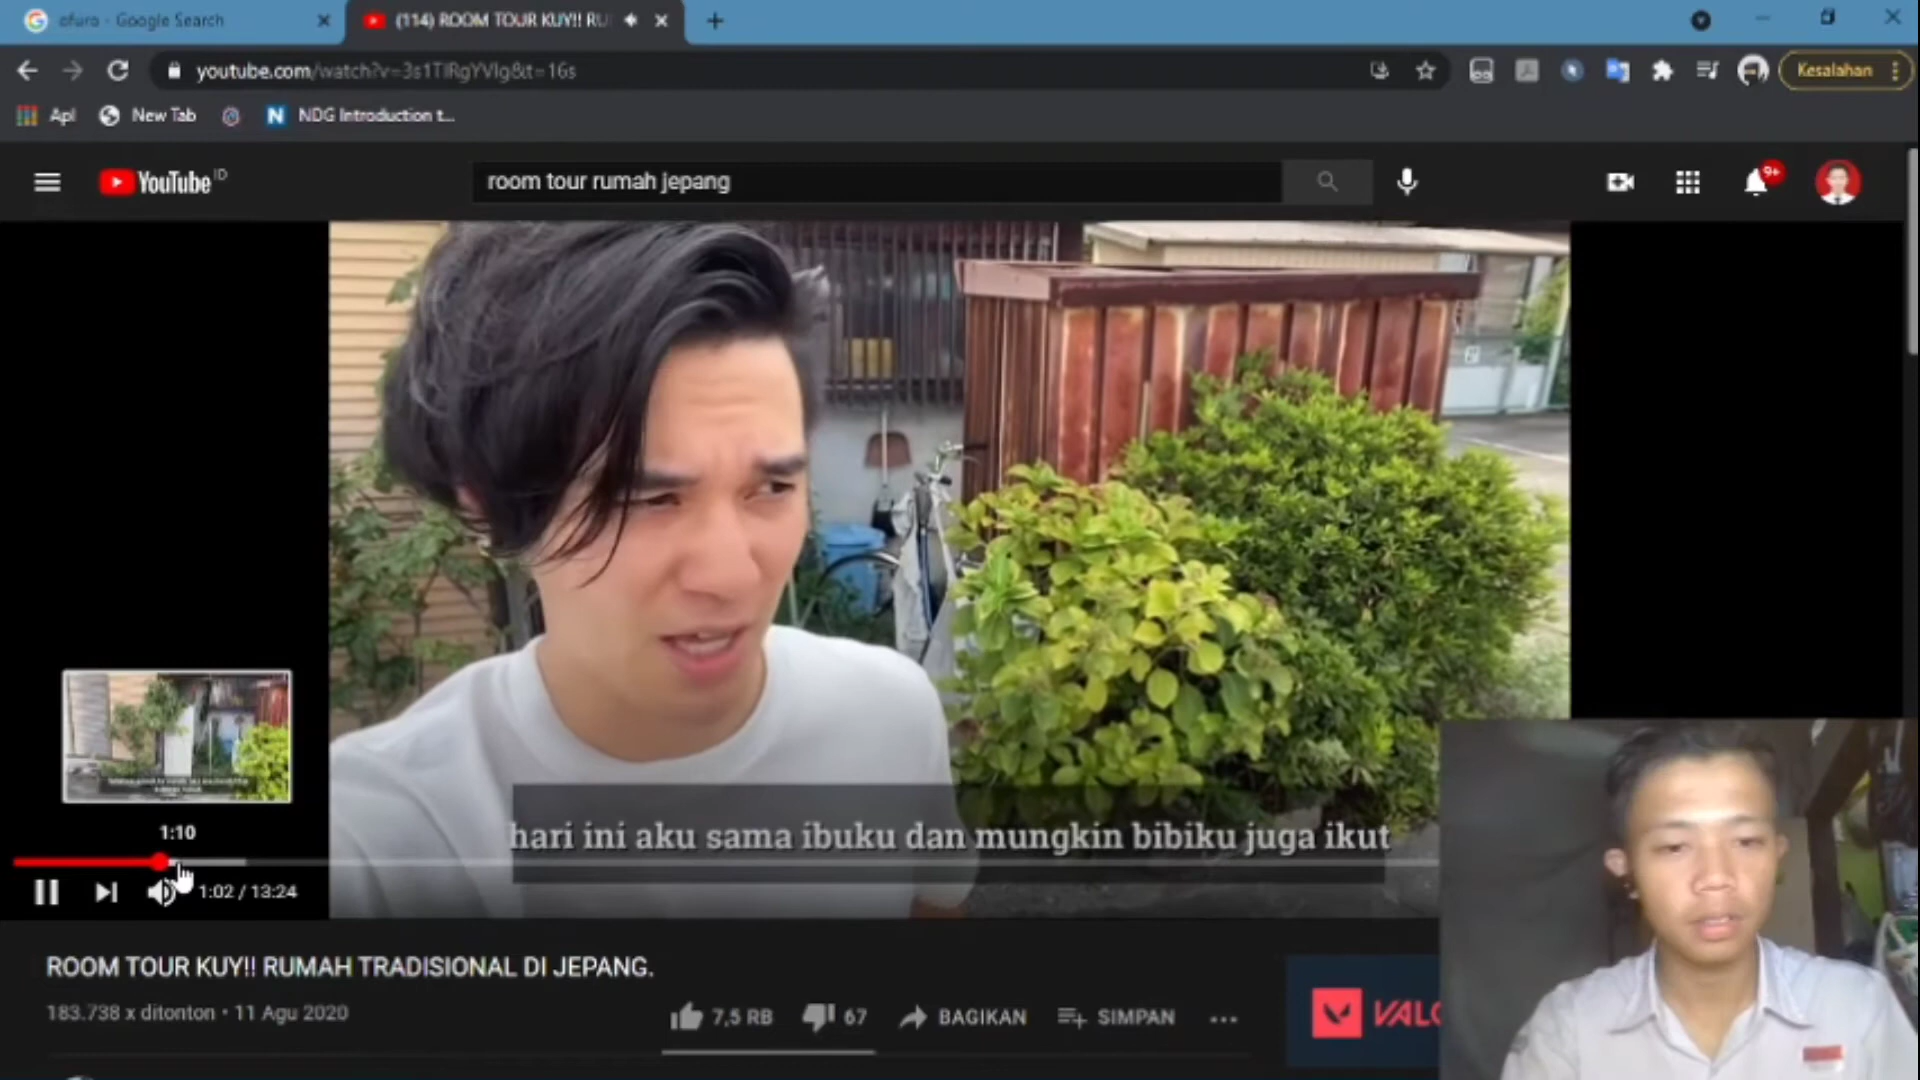 ofuro - Google Search
(114) ROOM TOUR KUY!! RU
youtube.com/watch?v=3s1TIRgYVlg&t=16s
Kesalahan
Apl
New Tab
N
NDG Introduction t...
YouTube ID
room tour rumah jepang
9+
hari ini aku sama ibuku dan mungkin bibiku juga ikut
1:10
1:02 / 13:24
ROOM TOUR KUY!! RUMAH TRADISIONAL DI JEPANG.
183.738 x ditonton • 11 Agu 2020
7,5 RB
67
BAGIKAN
SIMPAN
VALO